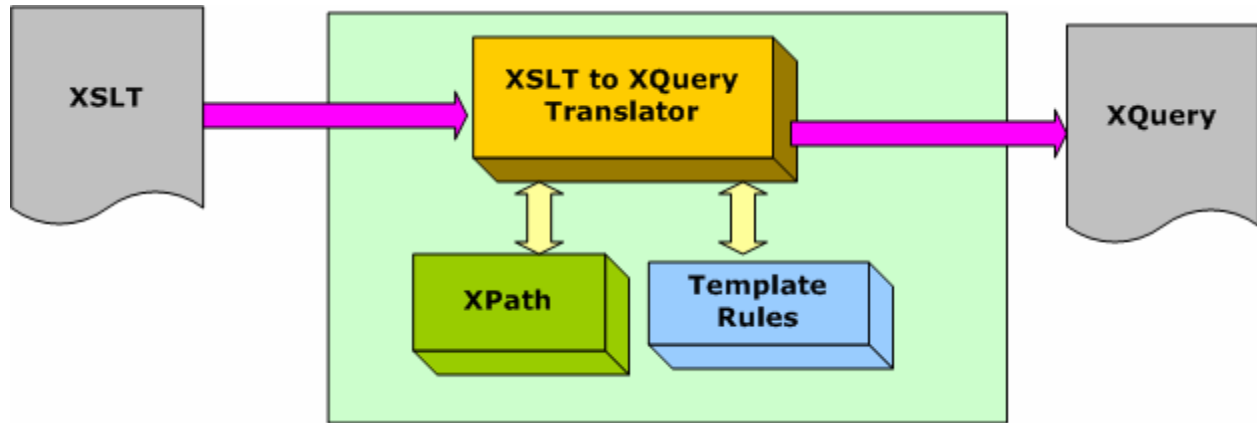 XSLT
XSLT to XQuery
Translator
XQuery
XPath
Template
Rules